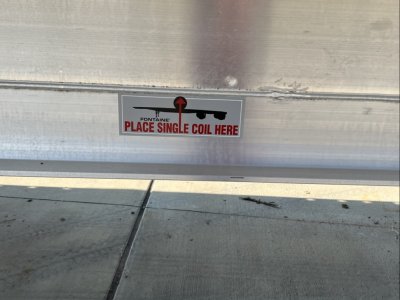 FONTAINE
PLACE SINGLE COIL HERE